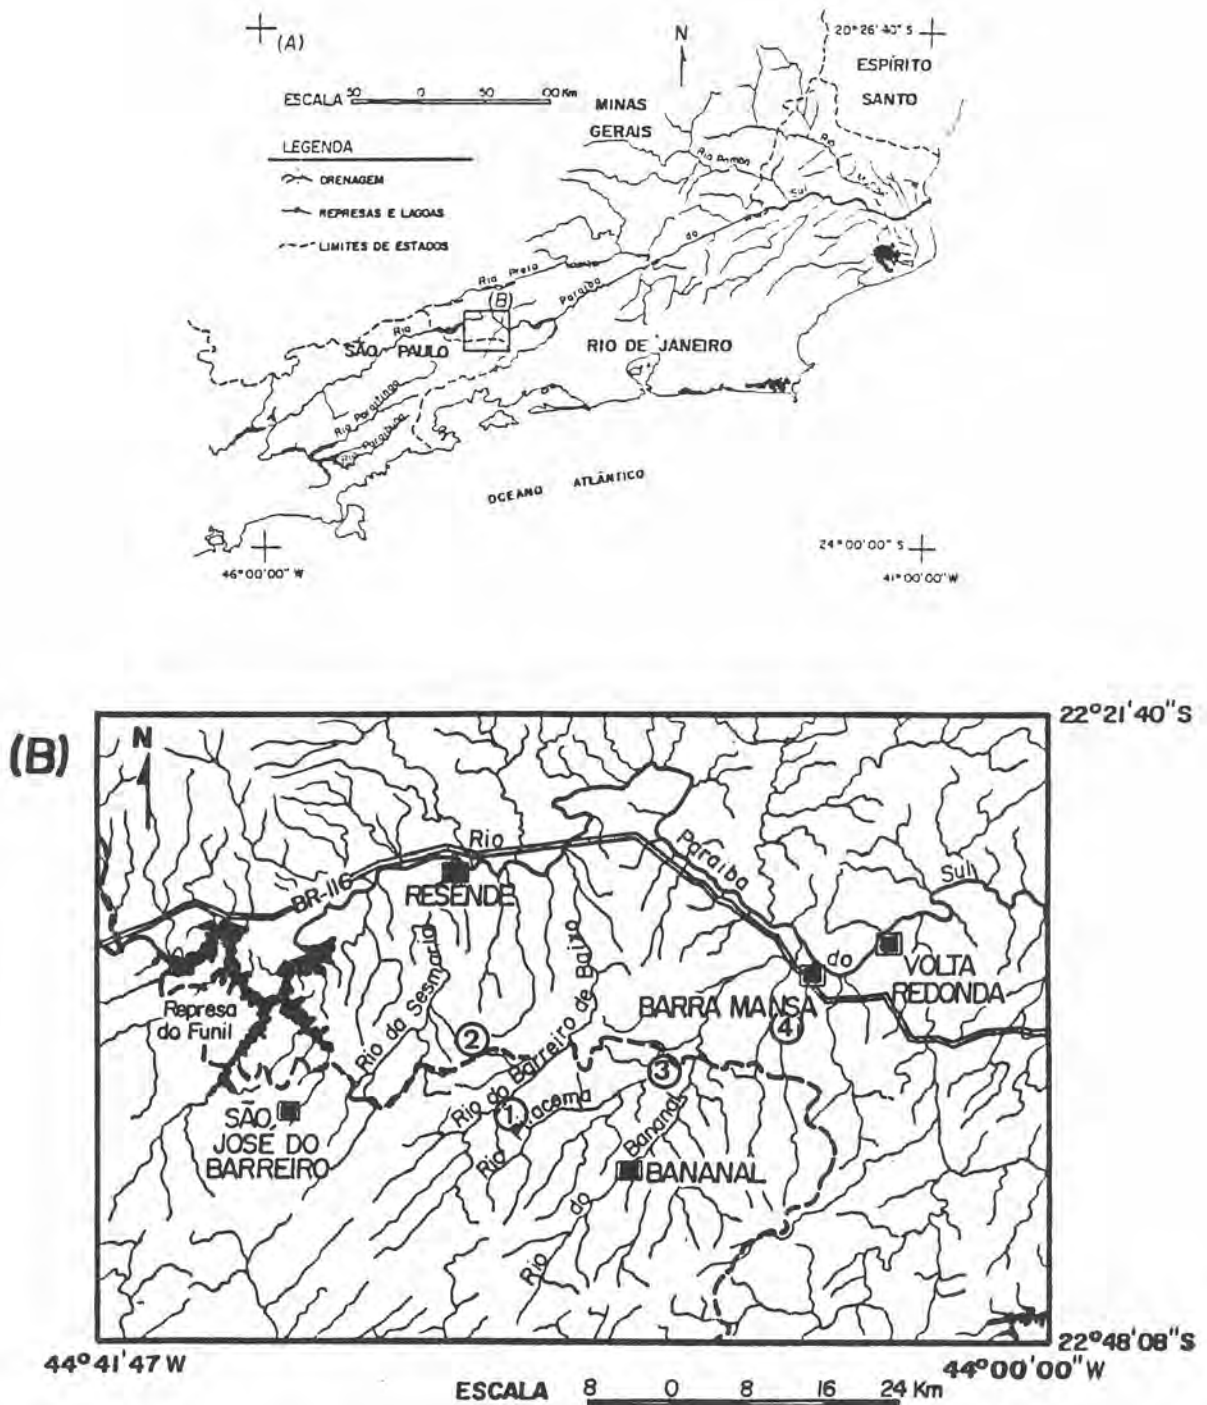 (A)
N
20°26'40"S
ESPÍRITO
SANTO
ESCALA 50 0 50 100 Km
MINAS
GERAIS
LEGENDA
DRENAGEM
REPRESAS E LAGOAS
LIMITES DE ESTADOS
Rio Pomba
Rio
Rio Preto
(B)
Rio
Paraíba
do
Sul
SÃO PAULO
RIO DE JANEIRO
Rio Paraitinga
Rio Paraibuna
OCEANO ATLÂNTICO
24°00'00" S
46°00'00" W
41°00'00"W
(B)
N
22°21'40"S
BR-116
Rio
Paraiba
do
Sul
RESENDE
VOLTA
REDONDA
BARRA MANSA
Represa
do Funil
Rio da Sesmaria
Rio do Barreiro de Baixo
2
4
3
1
Rio Piracema
SÃO
JOSÉ DO
BARREIRO
Rio do Bananal
BANANAL
22°48'08"S
44°41'47 W
44°00'00"W
ESCALA 8 0 8 16 24 Km